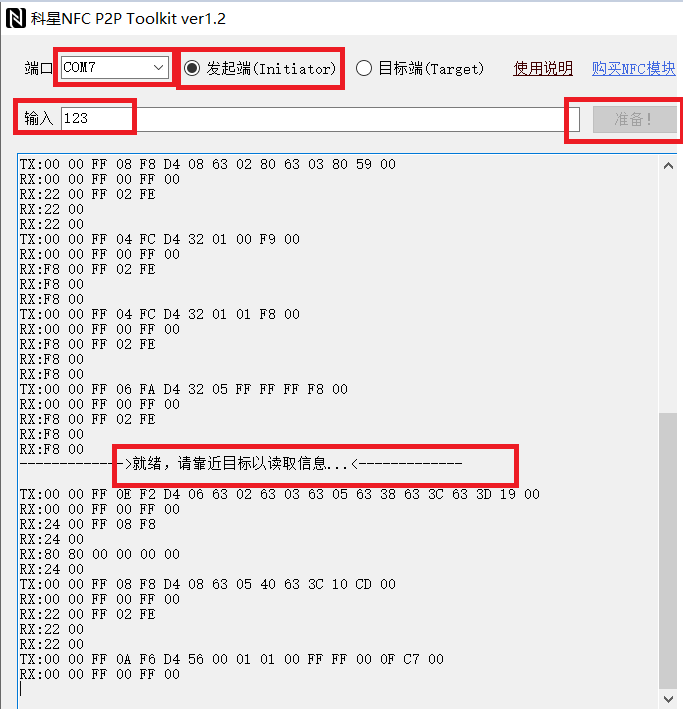 科星NFC P2P Toolkit ver1.2
端口 COM7 发起端(Initiator) 目标端(Target) 使用说明 购买NFC模块
输入 123 准备!
TX:00 00 FF 08 F8 D4 08 63 02 80 63 03 80 59 00
RX:00 00 FF 00 FF 00
RX:22 00 FF 02 FE
RX:22 00
RX:22 00
TX:00 00 FF 04 FC D4 32 01 00 F9 00
RX:00 00 FF 00 FF 00
RX:F8 00 FF 02 FE
RX:F8 00
RX:F8 00
TX:00 00 FF 04 FC D4 32 01 01 F8 00
RX:00 00 FF 00 FF 00
RX:F8 00 FF 02 FE
RX:F8 00
RX:F8 00
TX:00 00 FF 06 FA D4 32 05 FF FF FF F8 00
RX:00 00 FF 00 FF 00
RX:F8 00 FF 02 FE
RX:F8 00
RX:F8 00
------------->就绪，请靠近目标以读取信息...<-------------
TX:00 00 FF 0E F2 D4 06 63 02 63 03 63 05 63 38 63 3C 63 3D 19 00
RX:00 00 FF 00 FF 00
RX:24 00 FF 08 F8
RX:24 00
RX:80 80 00 00 00 00
RX:24 00
TX:00 00 FF 08 F8 D4 08 63 05 40 63 3C 10 CD 00
RX:00 00 FF 00 FF 00
RX:22 00 FF 02 FE
RX:22 00
RX:22 00
TX:00 00 FF 0A F6 D4 56 00 01 01 00 FF FF 00 0F C7 00
RX:00 00 FF 00 FF 00